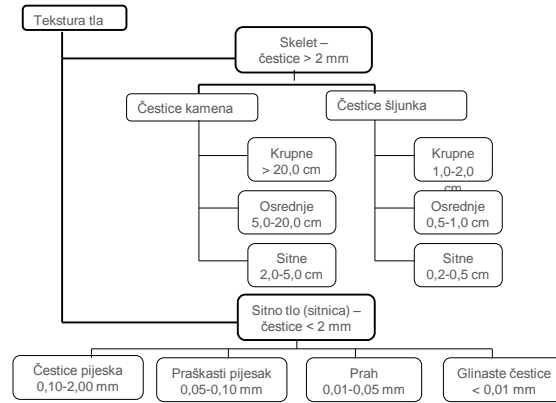 Tekstura tla
Skelet –
čestice > 2 mm
Čestice kamena
Čestice šljunka
Krupne
> 20,0 cm
Krupne
1,0-2,0
cm
Osrednje
5,0-20,0 cm
Osrednje
0,5-1,0 cm
Sitne
2,0-5,0 cm
Sitne
0,2-0,5 cm
Sitno tlo (sitnica) –
čestice < 2 mm
Čestice pijeska
0,10-2,00 mm
Praškasti pijesak
0,05-0,10 mm
Prah
0,01-0,05 mm
Glinaste čestice
< 0,01 mm